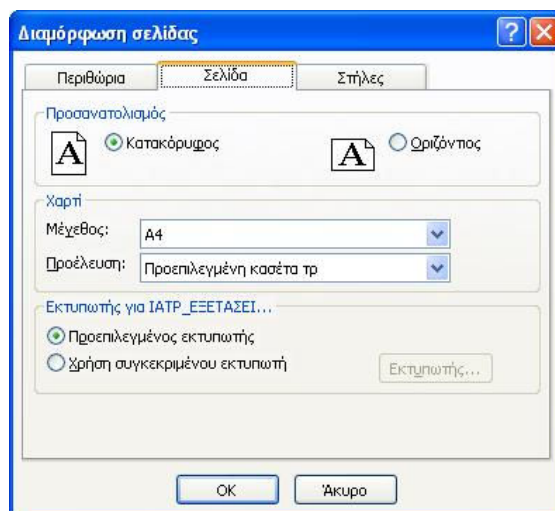 Διαμόρφωση σελίδας
Περιθώρια Σελίδα Στήλες
Προσανατολισμός
A Κατακόρυφος A Οριζόντιος
Χαρτί
Μέγεθος: A4
Προέλευση: Προεπιλεγμένη κασέτα τρ
Εκτυπωτής για ΙΑΤΡ_ΕΞΕΤΑΣΕΙ...
Προεπιλεγμένος εκτυπωτής
Χρήση συγκεκριμένου εκτυπωτή Εκτυπωτής...
OK Άκυρο